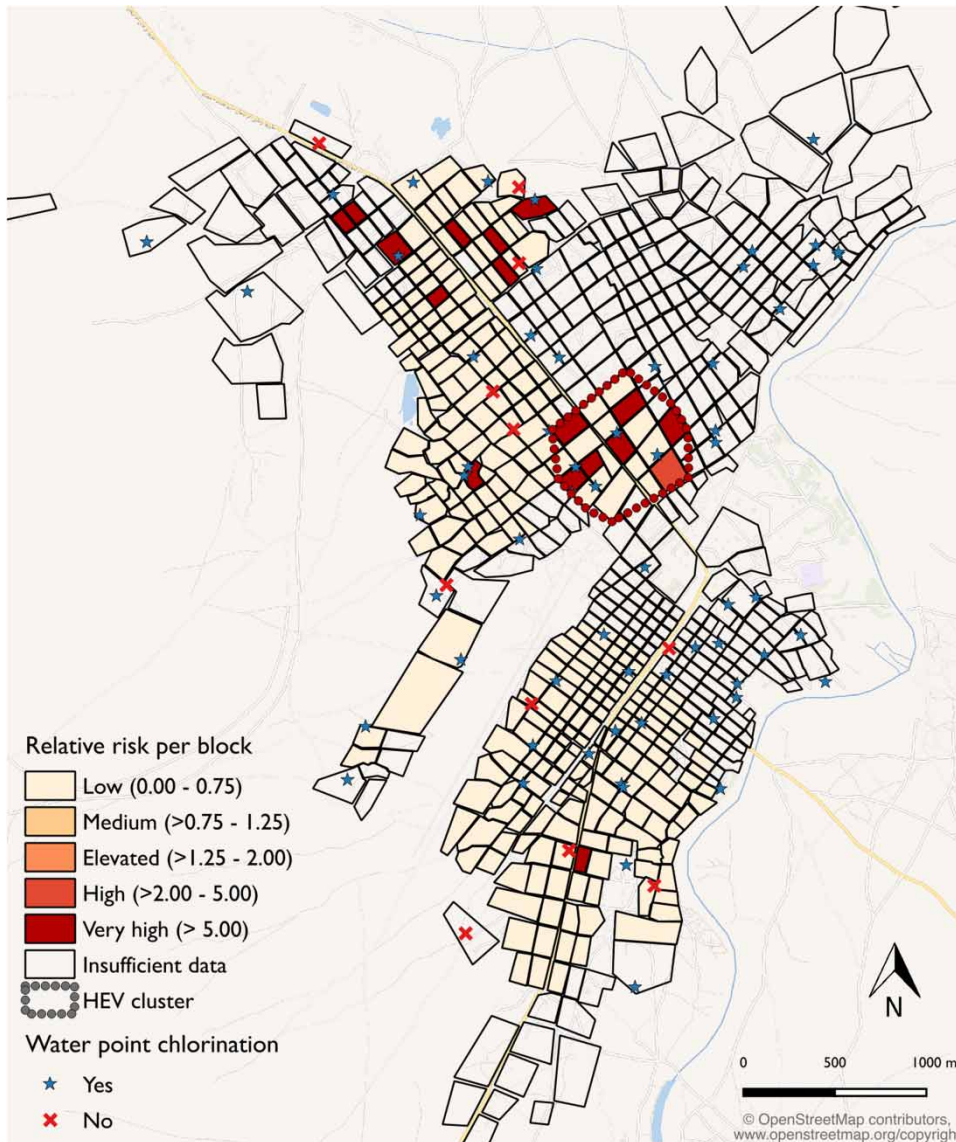 Relative risk per block
Low (0.00 - 0.75)
Medium (>0.75 - 1.25)
Elevated (>1.25 - 2.00)
High (>2.00 - 5.00)
Very high (> 5.00)
Insufficient data
HEV cluster
Water point chlorination
Yes
No
N
0 500 1000 m
© OpenStreetMap contributors,
www.openstreetmap.org/copyrigh